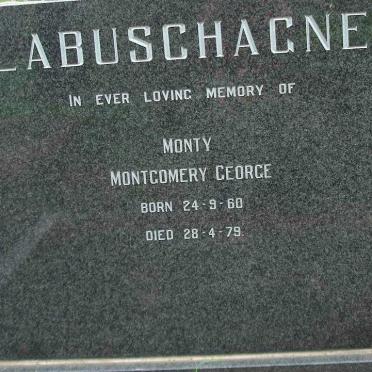 LABUSCHAGNE
IN EVER LOVING MEMORY OF
MONTY
MONTGOMERY GEORGE
BORN 24-9-60
DIED 28-4-79.